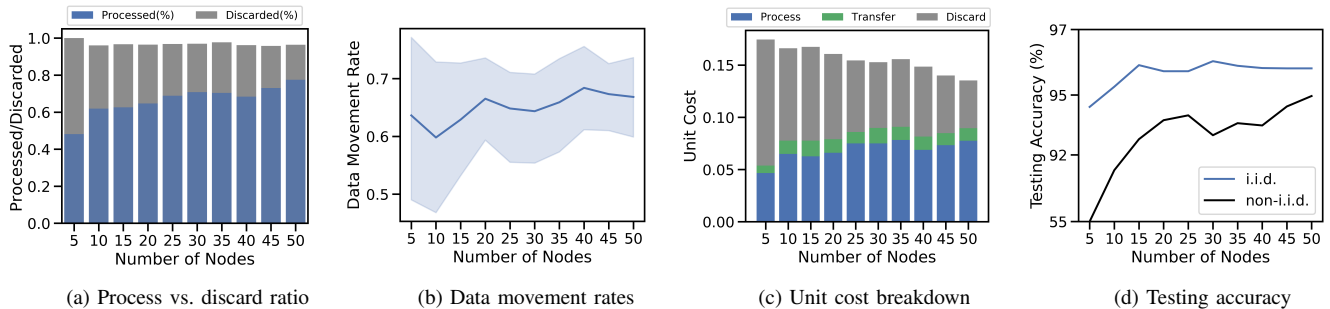 Processed(%) Discarded(%)
1.0
0.8
0.6
0.4
0.2
0.0
Processed/Discarded
5 10 15 20 25 30 35 40 45 50
Number of Nodes
(a) Process vs. discard ratio
0.7
0.6
0.5
Data Movement Rate
5 10 15 20 25 30 35 40 45 50
Number of Nodes
(b) Data movement rates
Process Transfer Discard
0.15
0.10
0.05
0.00
Unit Cost
5 10 15 20 25 30 35 40 45 50
Number of Nodes
(c) Unit cost breakdown
97
95
92
55
Testing Accuracy (%)
i.i.d.
non-i.i.d.
5 10 15 20 25 30 35 40 45 50
Number of Nodes
(d) Testing accuracy